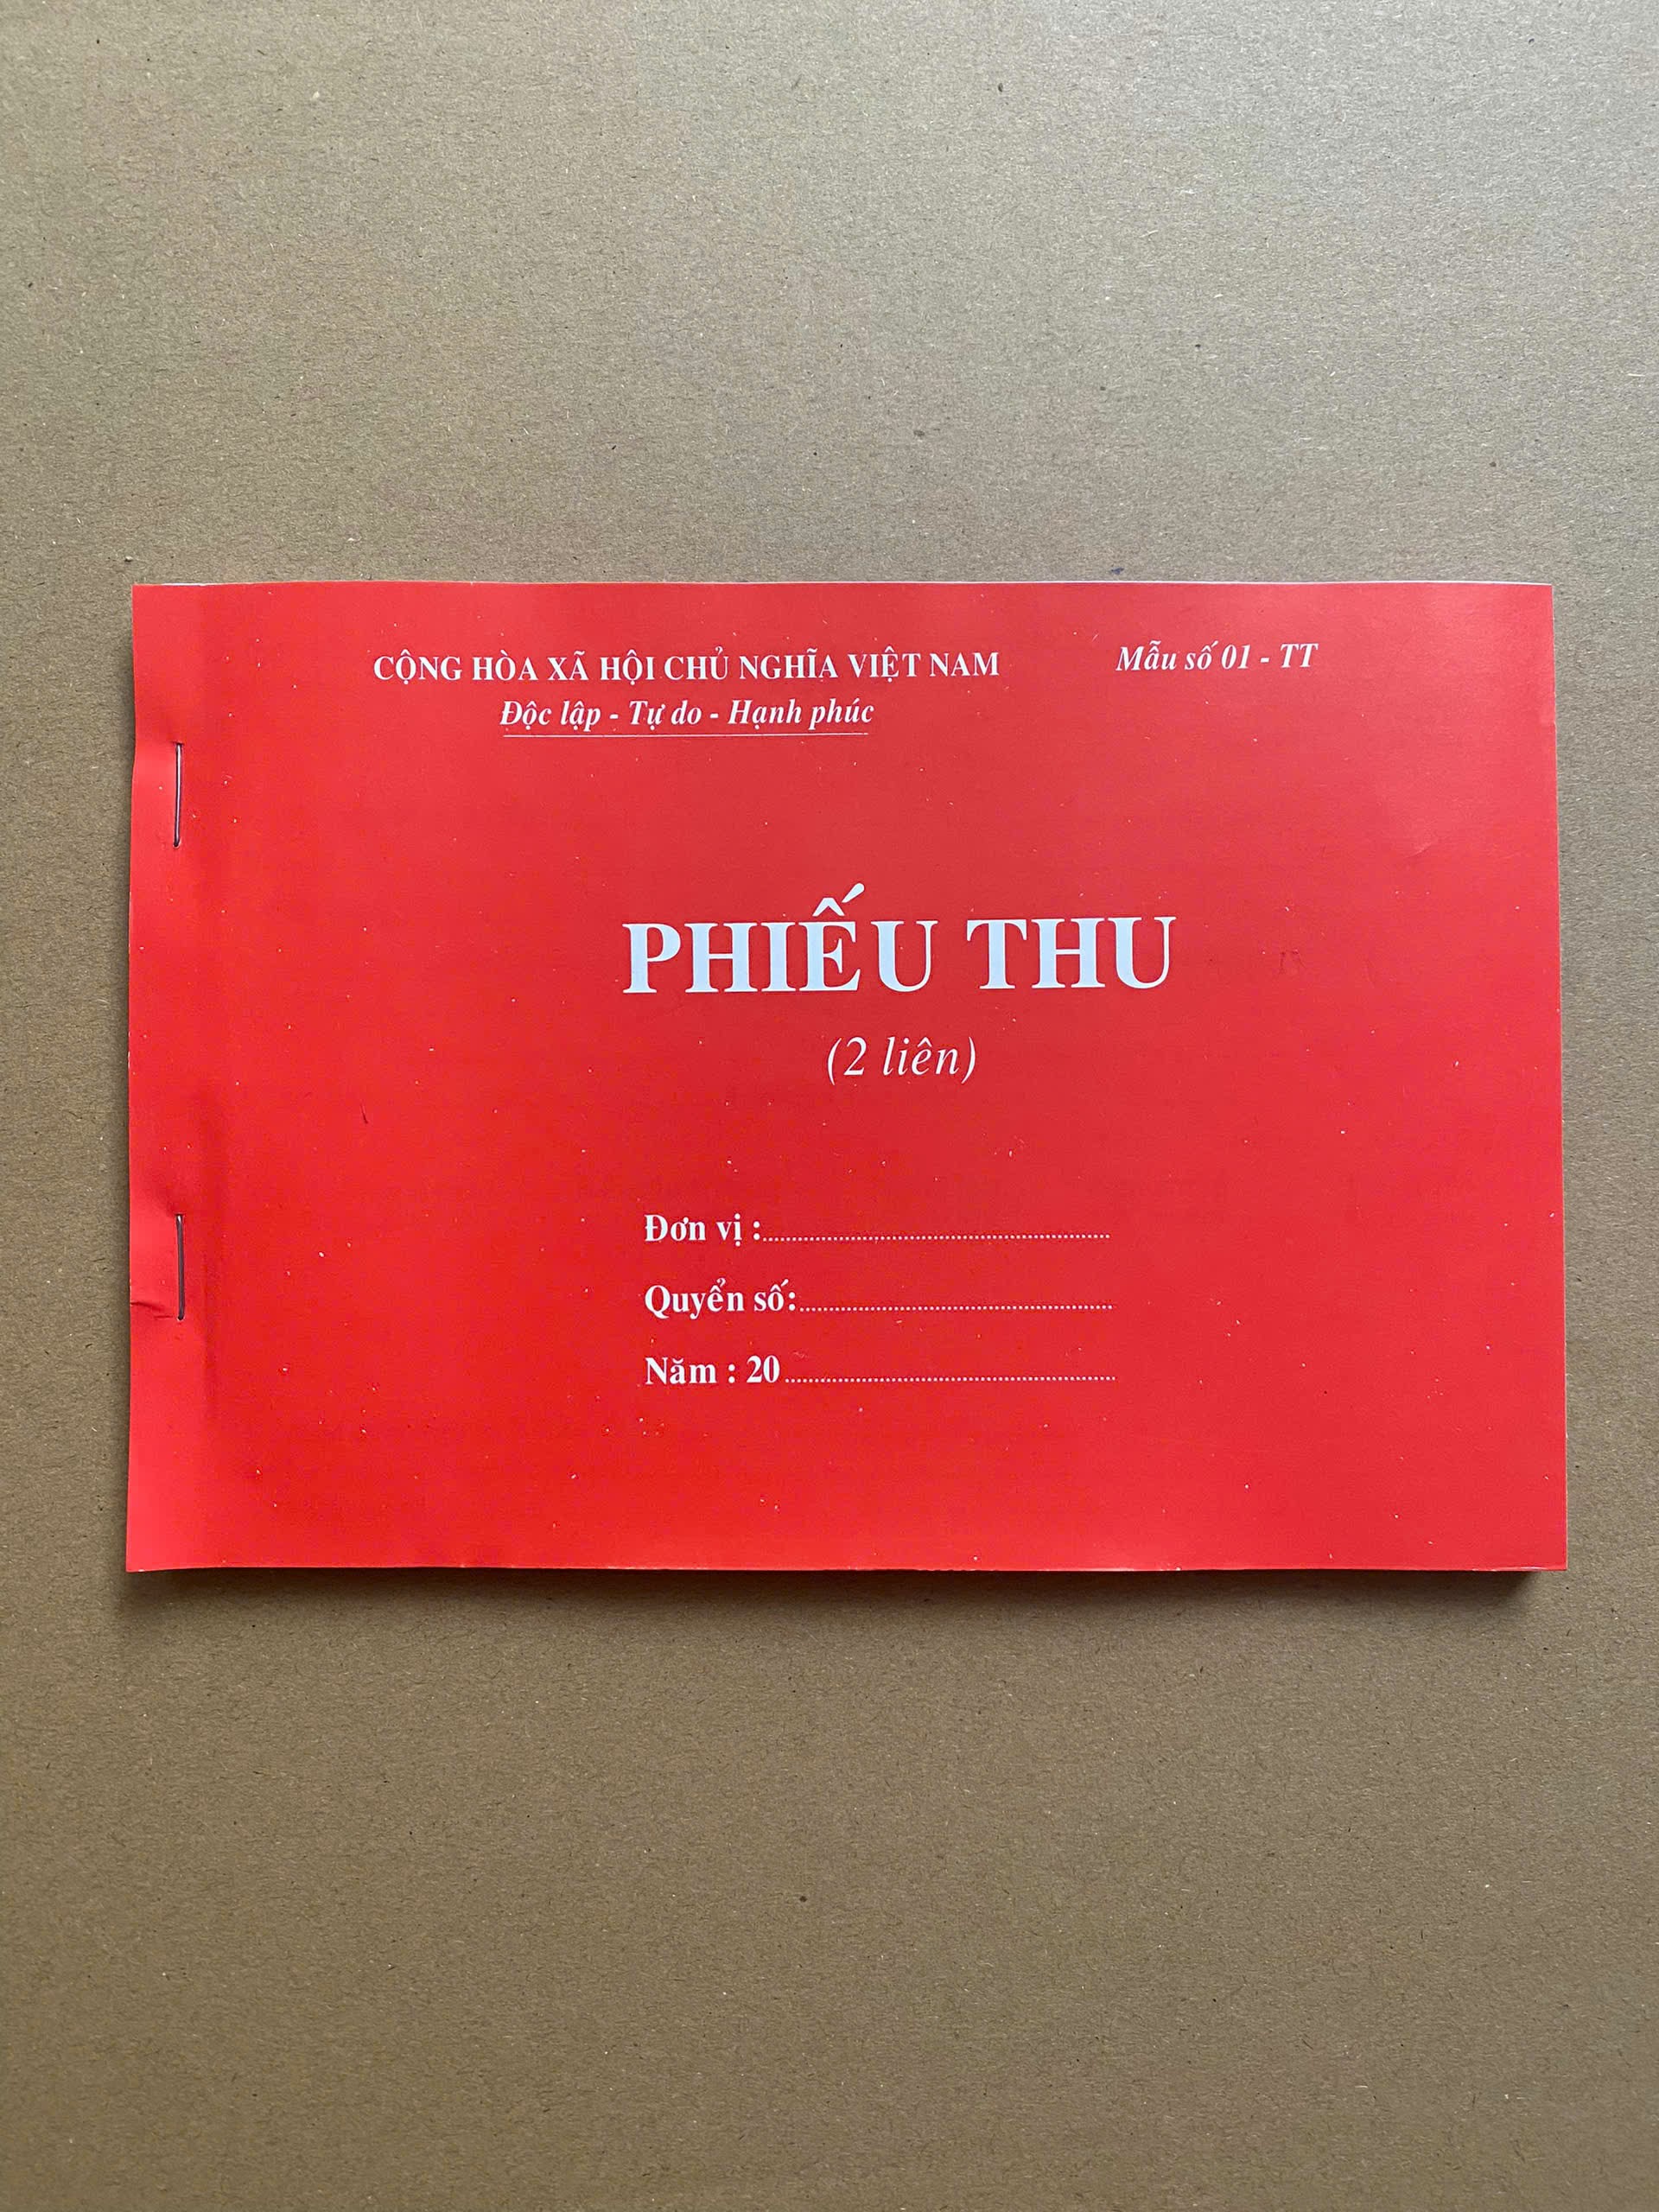 CỘNG HÒA XÃ HỘI CHỦ NGHĨA VIỆT NAM
Mẫu số 01 - TT
Độc lập - Tự do - Hạnh phúc
PHIẾU THU
(2 liên)
Đơn vị :
Quyển số:
Năm : 20